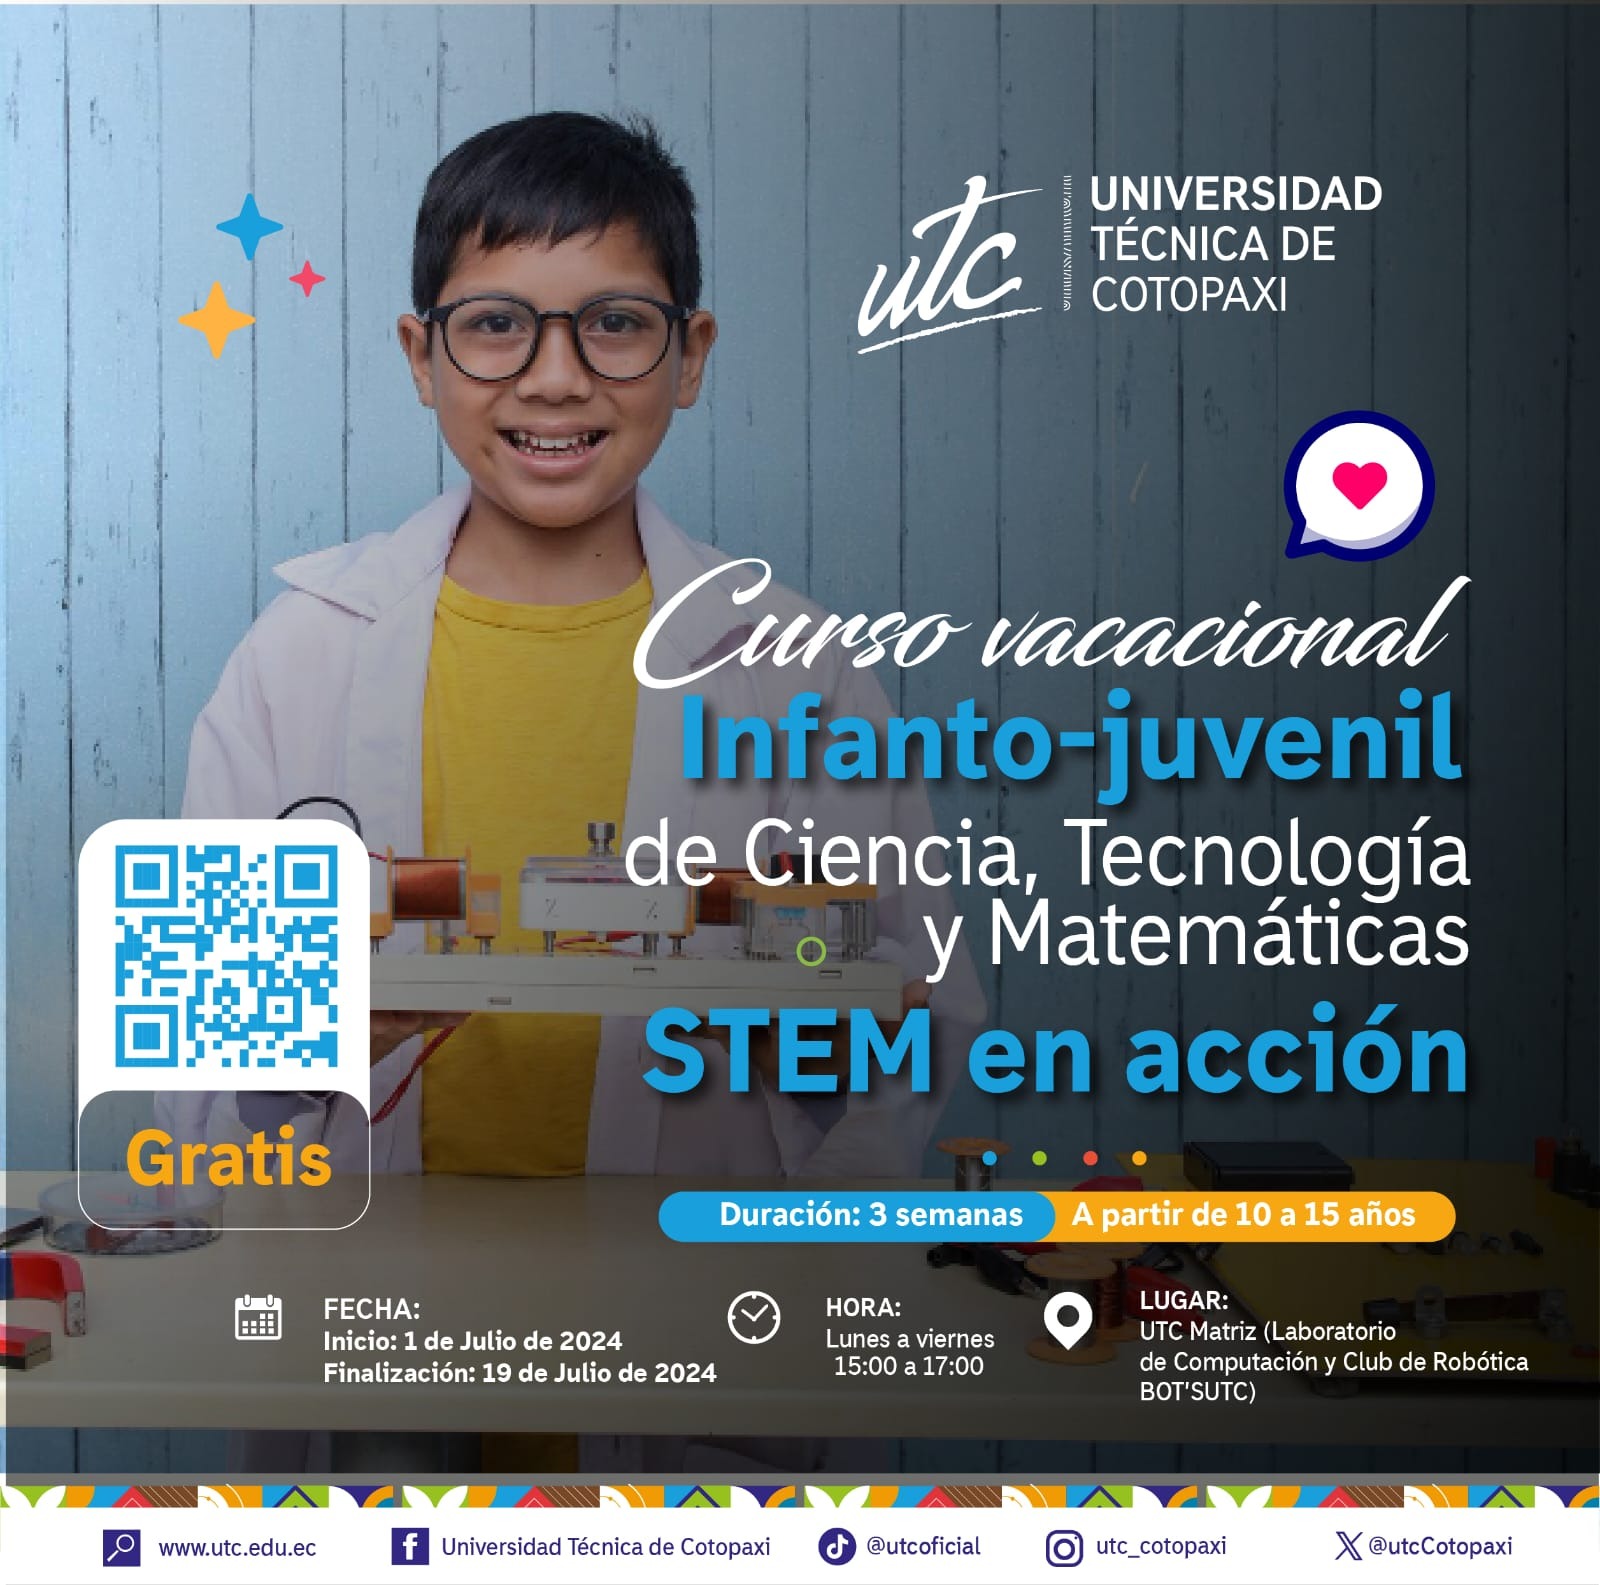 utc
UNIVERSIDAD
TÉCNICA DE
COTOPAXI
Curso vacacional
Infanto-juvenil
de Ciencia, Tecnología
y Matemáticas
STEM en acción
Gratis
Duración: 3 semanas
A partir de 10 a 15 años
FECHA:
Inicio: 1 de Julio de 2024
Finalización: 19 de Julio de 2024
HORA:
Lunes a viernes
15:00 a 17:00
LUGAR:
UTC Matriz (Laboratorio
de Computación y Club de Robótica
BOT'SUTC)
www.utc.edu.ec
Universidad Técnica de Cotopaxi
@utcoficial
utc_cotopaxi
@utcCotopaxi